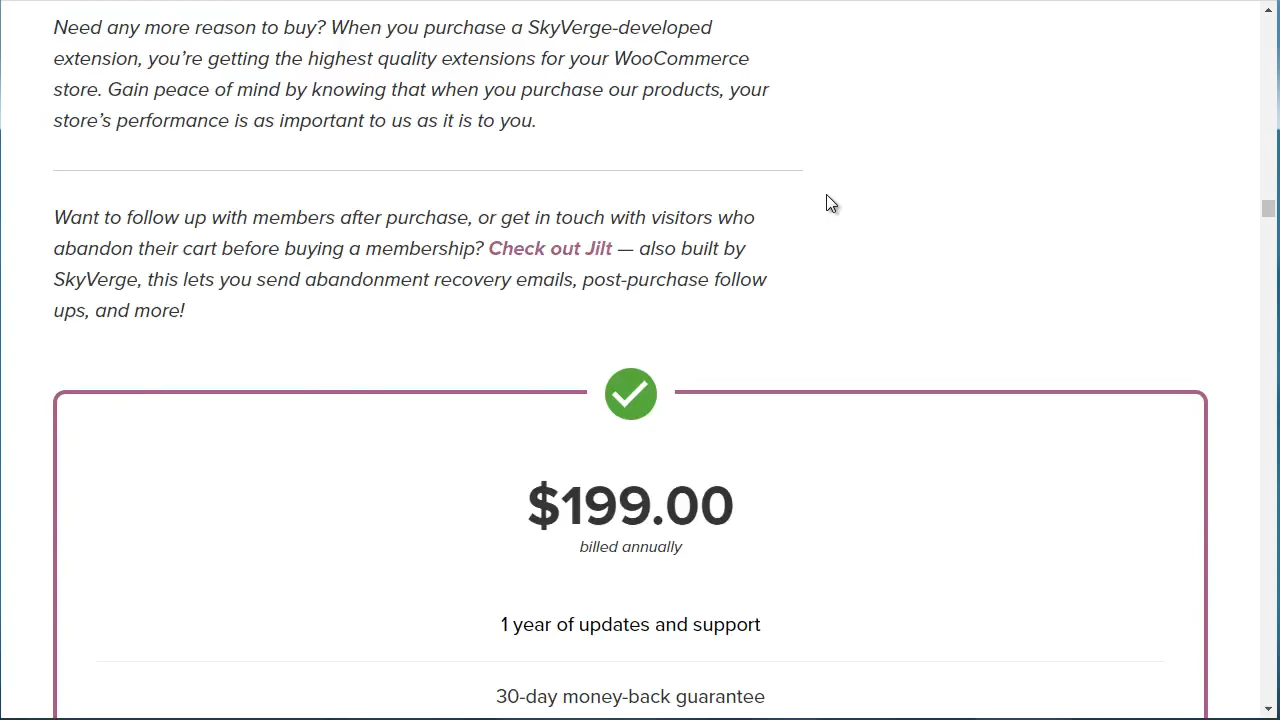 Need any more reason to buy? When you purchase a SkyVerge-developed
extension, you’re getting the highest quality extensions for your WooCommerce
store. Gain peace of mind by knowing that when you purchase our products, your
store’s performance is as important to us as it is to you.
Want to follow up with members after purchase, or get in touch with visitors who
abandon their cart before buying a membership? Check out Jilt — also built by
SkyVerge, this lets you send abandonment recovery emails, post-purchase follow
ups, and more!
$199.00
billed annually
1 year of updates and support
30-day money-back guarantee